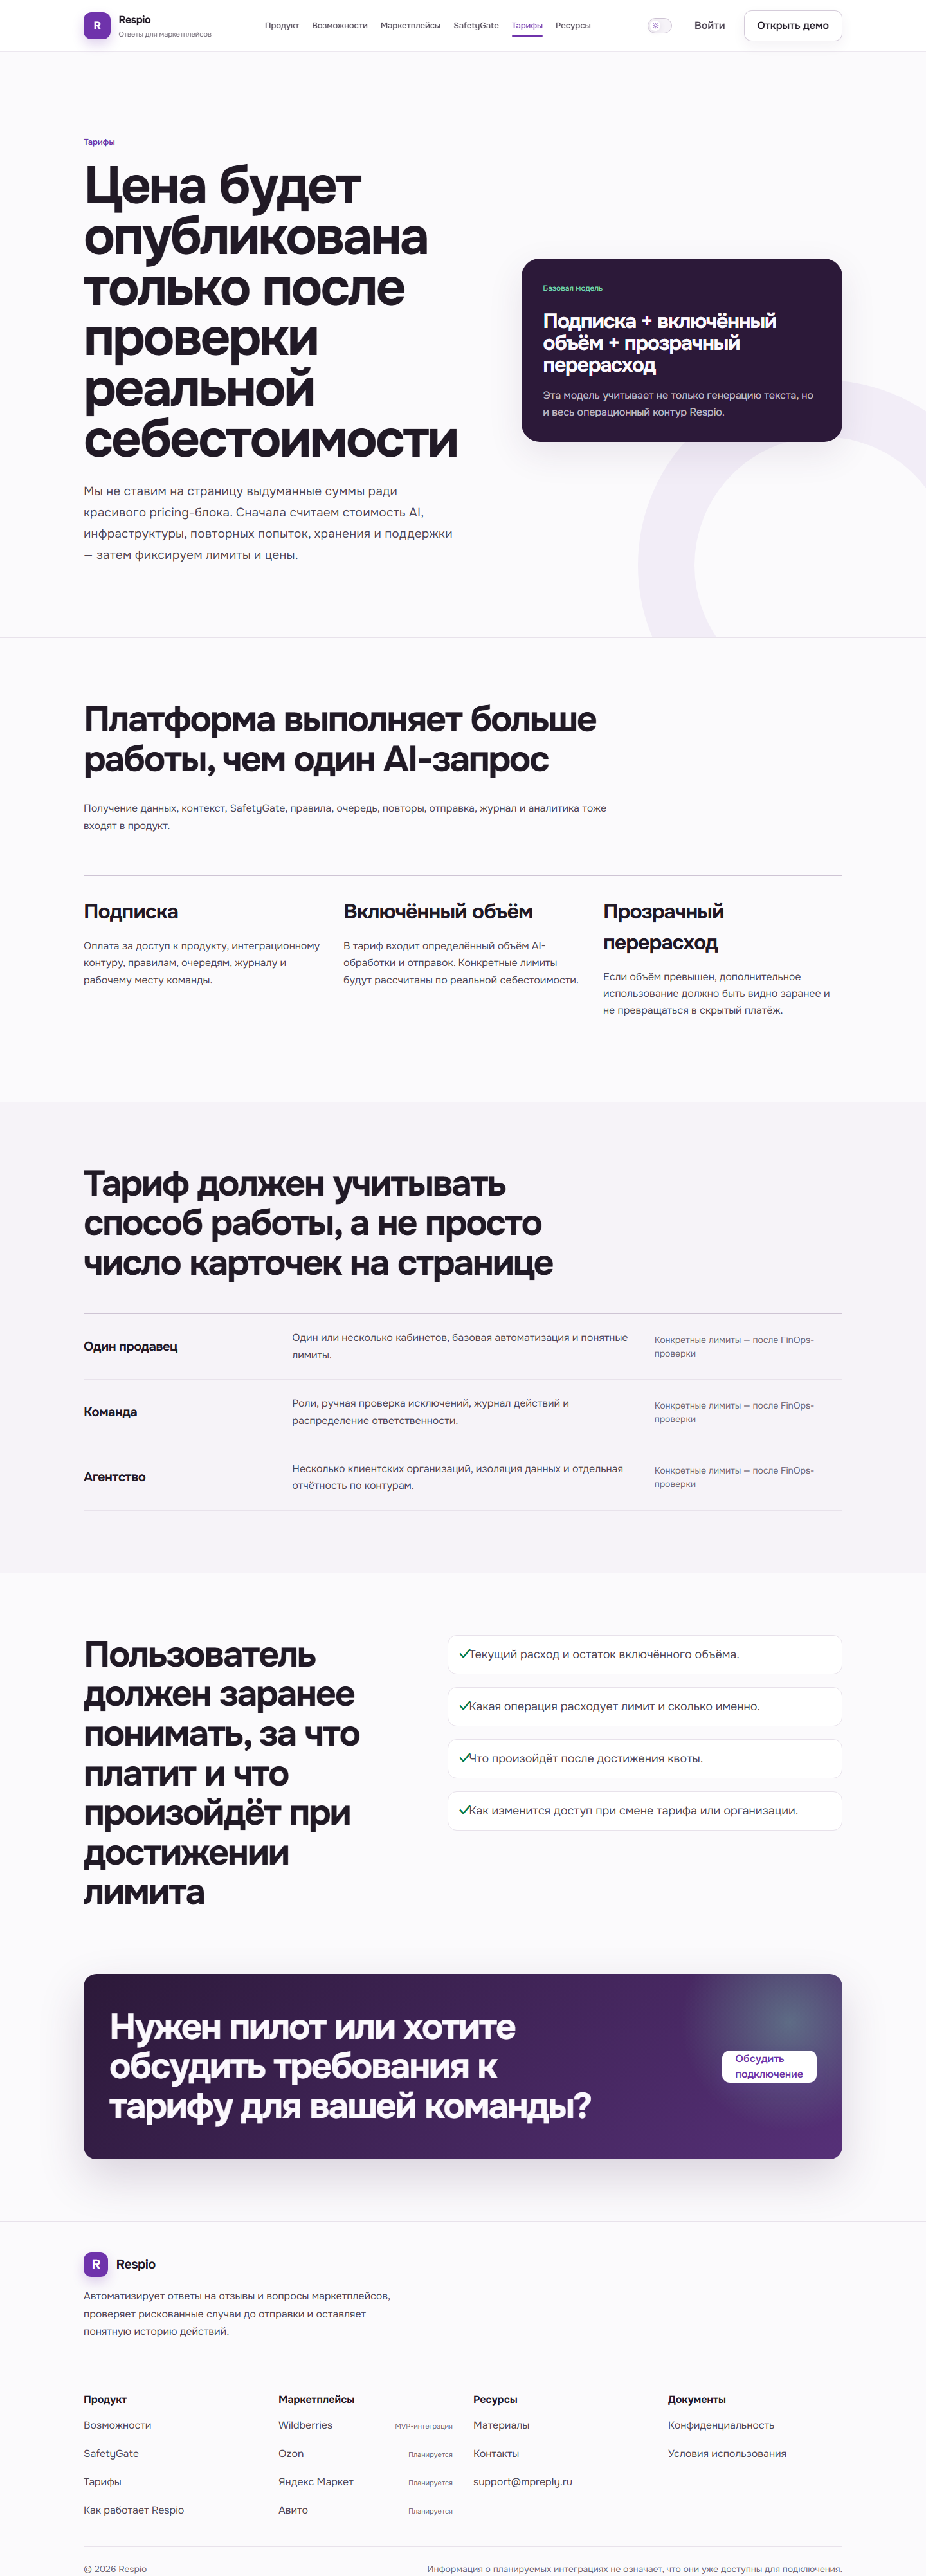 R
Respio
Ответы для маркетплейсов
Продукт
Возможности
Маркетплейсы
SafetyGate
Тарифы
Ресурсы
Войти
Открыть демо
Тарифы
Цена будет
опубликована
только после
проверки
реальной
себестоимости
Мы не ставим на страницу выдуманные суммы ради
красивого pricing-блока. Сначала считаем стоимость AI,
инфраструктуры, повторных попыток, хранения и поддержки
— затем фиксируем лимиты и цены.
Базовая модель
Подписка + включённый
объём + прозрачный
перерасход
Эта модель учитывает не только генерацию текста, но
и весь операционный контур Respio.
Платформа выполняет больше
работы, чем один AI-запрос
Получение данных, контекст, SafetyGate, правила, очередь, повторы, отправка, журнал и аналитика тоже
входят в продукт.
Подписка
Оплата за доступ к продукту, интеграционному
контуру, правилам, очередям, журналу и
рабочему месту команды.
Включённый объём
В тариф входит определённый объём AI-
обработки и отправок. Конкретные лимиты
будут рассчитаны по реальной себестоимости.
Прозрачный
перерасход
Если объём превышен, дополнительное
использование должно быть видно заранее и
не превращаться в скрытый платёж.
Тариф должен учитывать
способ работы, а не просто
число карточек на странице
Один продавец
Один или несколько кабинетов, базовая автоматизация и понятные
лимиты.
Конкретные лимиты — после FinOps-
проверки
Команда
Роли, ручная проверка исключений, журнал действий и
распределение ответственности.
Конкретные лимиты — после FinOps-
проверки
Агентство
Несколько клиентских организаций, изоляция данных и отдельная
отчётность по контурам.
Конкретные лимиты — после FinOps-
проверки
Пользователь
должен заранее
понимать, за что
платит и что
произойдёт при
достижении
лимита
Текущий расход и остаток включённого объёма.
Какая операция расходует лимит и сколько именно.
Что произойдёт после достижения квоты.
Как изменится доступ при смене тарифа или организации.
Нужен пилот или хотите
обсудить требования к
тарифу для вашей команды?
Обсудить
подключение
R
Respio
Автоматизирует ответы на отзывы и вопросы маркетплейсов,
проверяет рискованные случаи до отправки и оставляет
понятную историю действий.
Продукт
Возможности
SafetyGate
Тарифы
Как работает Respio
Маркетплейсы
Wildberries
MVP-интеграция
Ozon
Планируется
Яндекс Маркет
Планируется
Авито
Планируется
Ресурсы
Материалы
Контакты
support@mpreply.ru
Документы
Конфиденциальность
Условия использования
© 2026 Respio
Информация о планируемых интеграциях не означает, что они уже доступны для подключения.